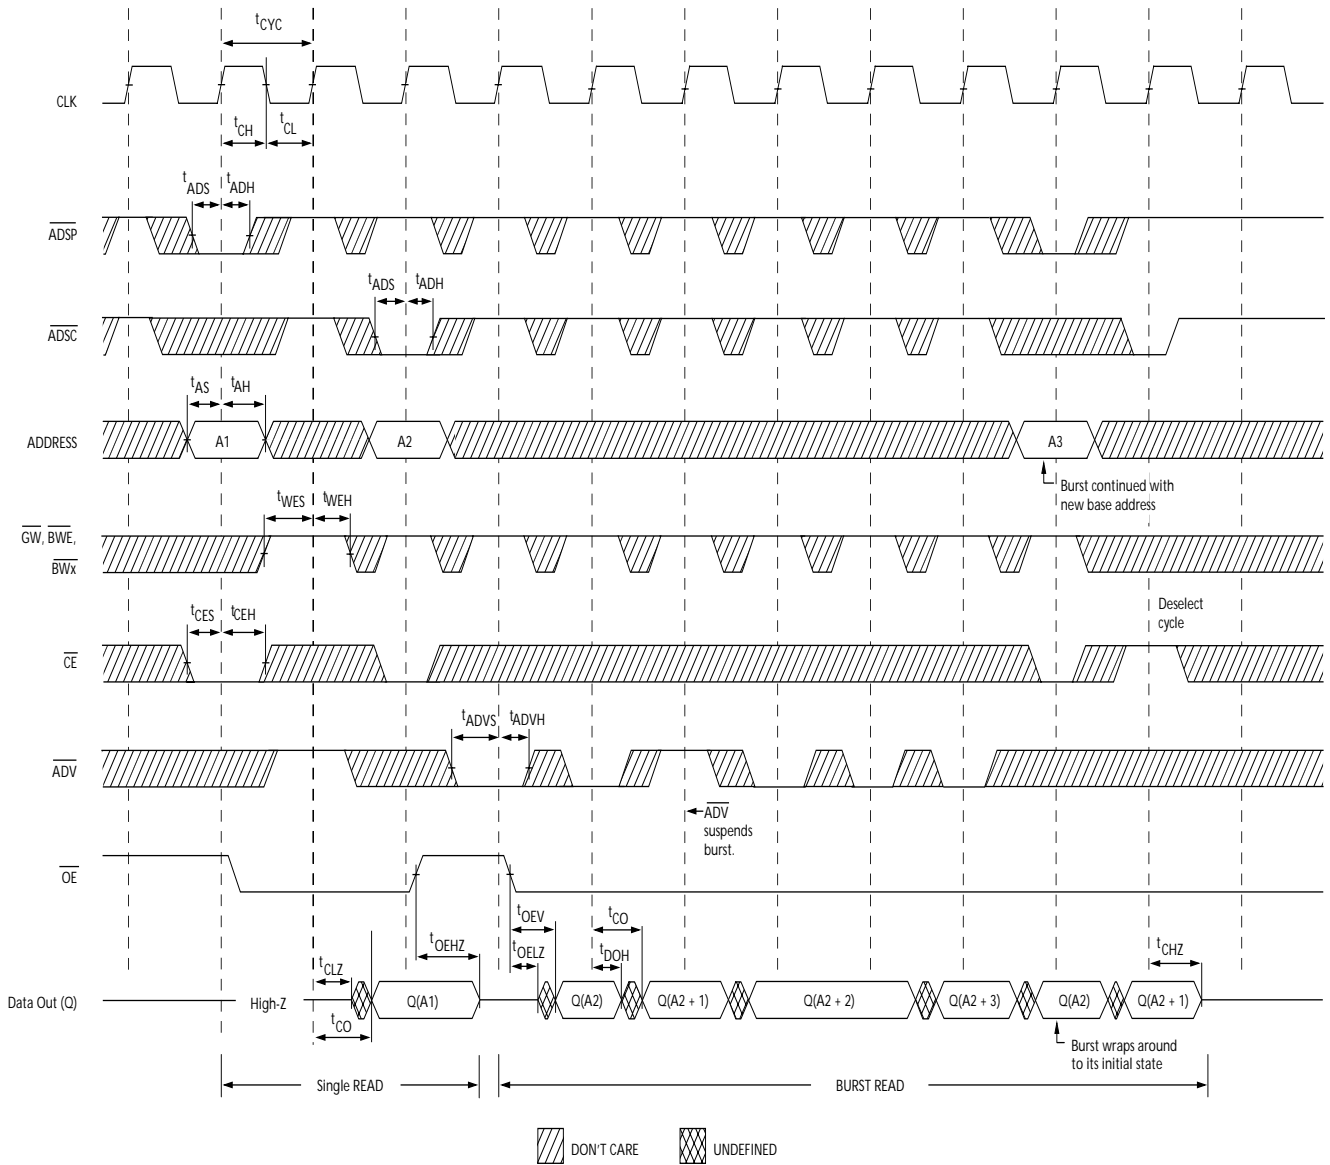 tCYC
CLK
tCH
tCL
tADS
tADH
ADSP
tADS
tADH
ADSC
tAS
tAH
ADDRESS
A1
A2
A3
Burst continued with
new base address
tWES
tWEH
GW, BWE,
BWx
Deselect
cycle
tCES
tCEH
CE
tADVS
tADVH
ADV
ADV
suspends
burst.
OE
tOEV
tCO
tOEHZ
tOELZ
tDOH
tCHZ
tCLZ
Data Out (Q)
High-Z
Q(A1)
Q(A2)
Q(A2 + 1)
Q(A2 + 2)
Q(A2 + 3)
Q(A2)
Q(A2 + 1)
tCO
Burst wraps around
to its initial state
Single READ
BURST READ
DON'T CARE
UNDEFINED